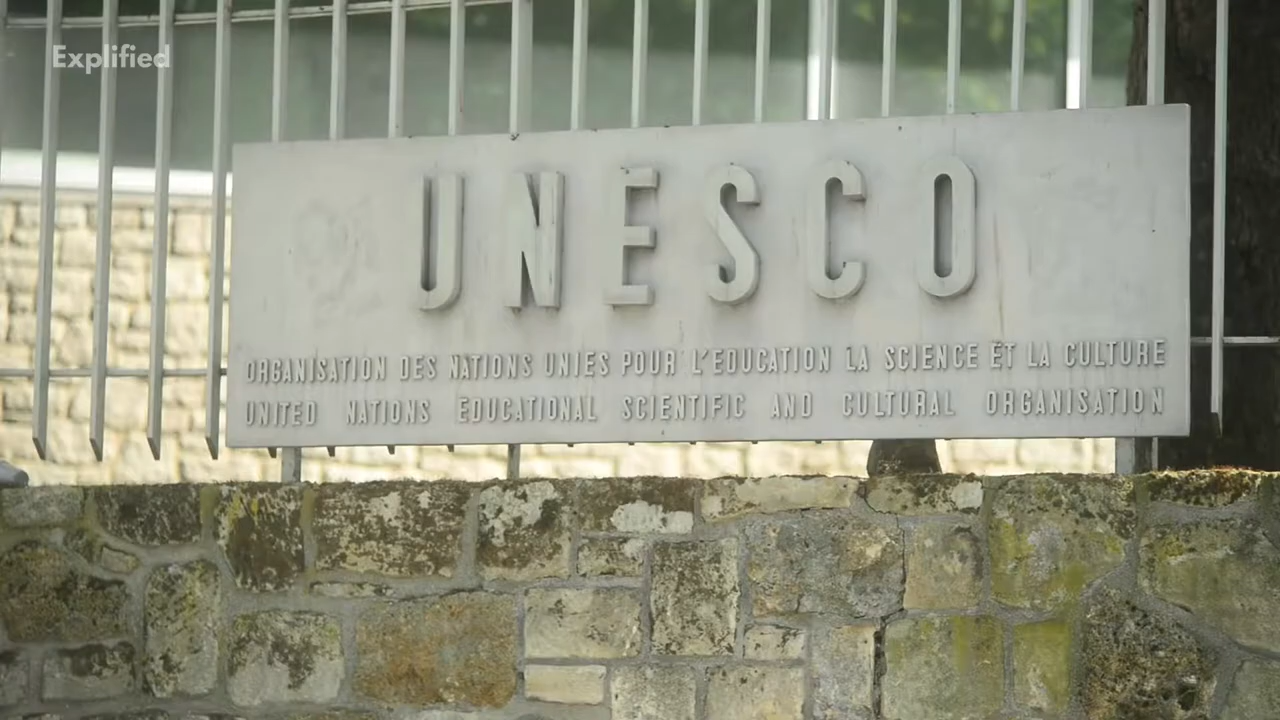 Explified
UNESCO
ORGANISATION DES NATIONS UNIES POUR L'EDUCATION LA SCIENCE ET LA CULTURE
UNITED NATIONS EDUCATIONAL SCIENTIFIC AND CULTURAL ORGANISATION